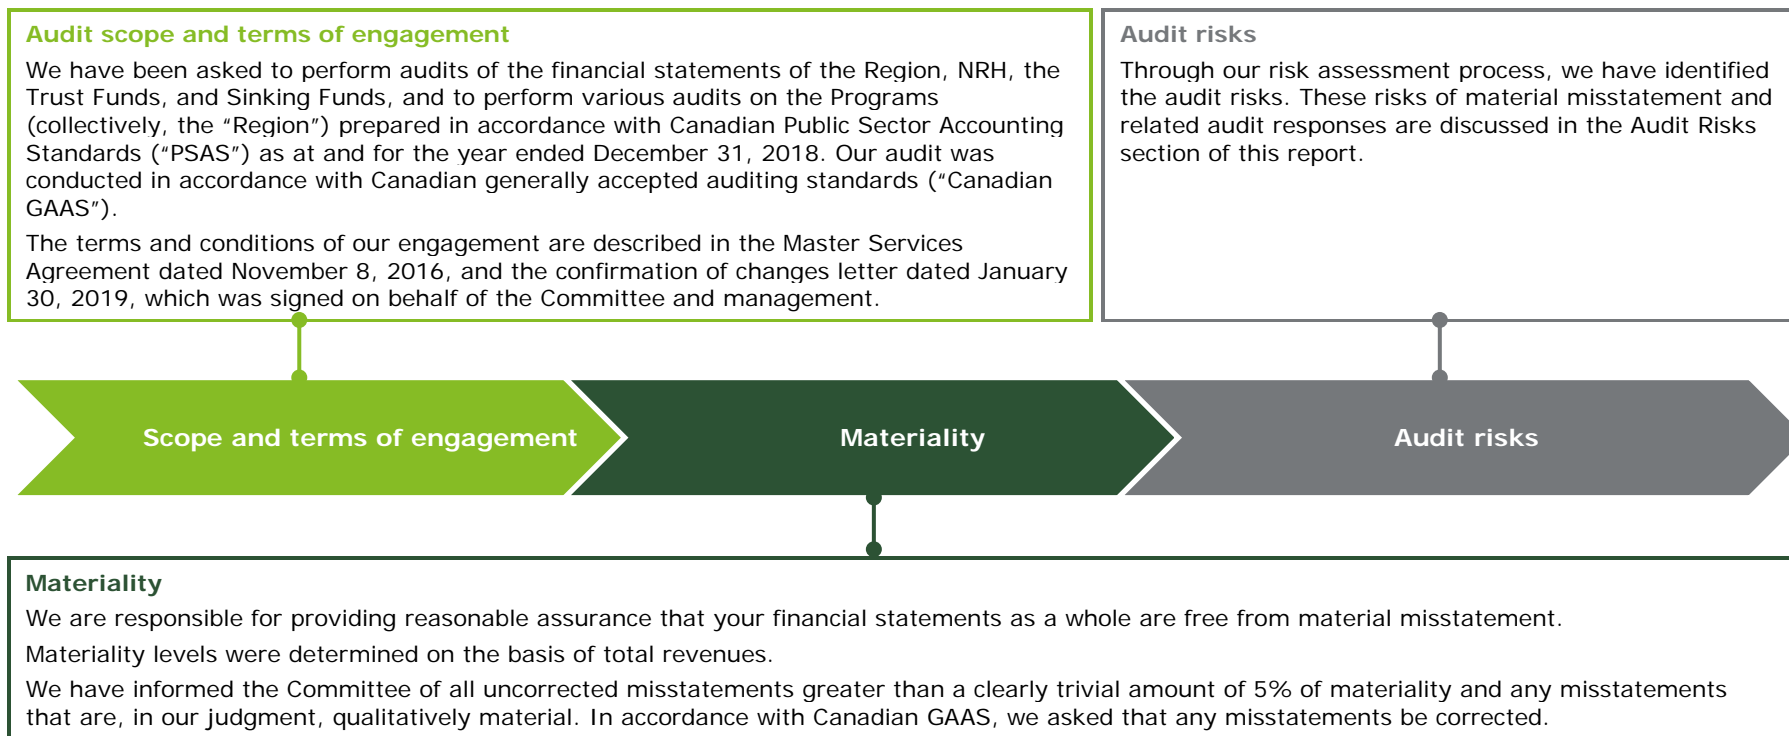 Audit scope and terms of engagement
We have been asked to perform audits of the financial statements of the Region, NRH, the
Trust Funds, and Sinking Funds, and to perform various audits on the Programs
(collectively, the “Region”) prepared in accordance with Canadian Public Sector Accounting
Standards (“PSAS”) as at and for the year ended December 31, 2018. Our audit was
conducted in accordance with Canadian generally accepted auditing standards (“Canadian
GAAS”).
The terms and conditions of our engagement are described in the Master Services
Agreement dated November 8, 2016, and the confirmation of changes letter dated January
30, 2019, which was signed on behalf of the Committee and management.
Audit risks
Through our risk assessment process, we have identified
the audit risks. These risks of material misstatement and
related audit responses are discussed in the Audit Risks
section of this report.
Scope and terms of engagement
Materiality
Audit risks
Materiality
We are responsible for providing reasonable assurance that your financial statements as a whole are free from material misstatement.
Materiality levels were determined on the basis of total revenues.
We have informed the Committee of all uncorrected misstatements greater than a clearly trivial amount of 5% of materiality and any misstatements
that are, in our judgment, qualitatively material. In accordance with Canadian GAAS, we asked that any misstatements be corrected.